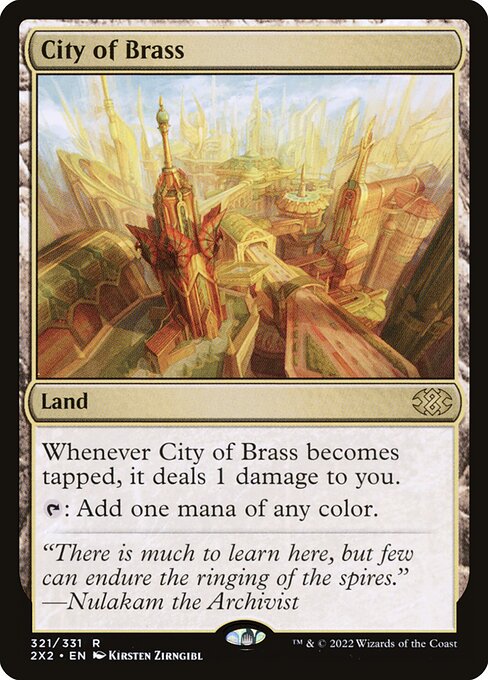 City of Brass
Land
Whenever City of Brass becomes
tapped, it deals 1 damage to you.
: Add one mana of any color.
“There is much to learn here, but few
can endure the ringing of the spires.”
—Nulakam the Archivist
321/331 R
2X2 • EN Kirsten Zirngibl
™ & © 2022 Wizards of the Coast